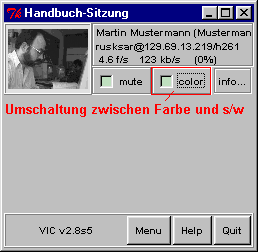 Handbuch-Sitzung
Martin Mustermann (Musterman
rusksar@129.69.13.219/h261
4.6 f/s 123 kb/s (0%)
mute color info...
Umschaltung zwischen Farbe und s/w
VIC v2.8s5 Menu Help Quit